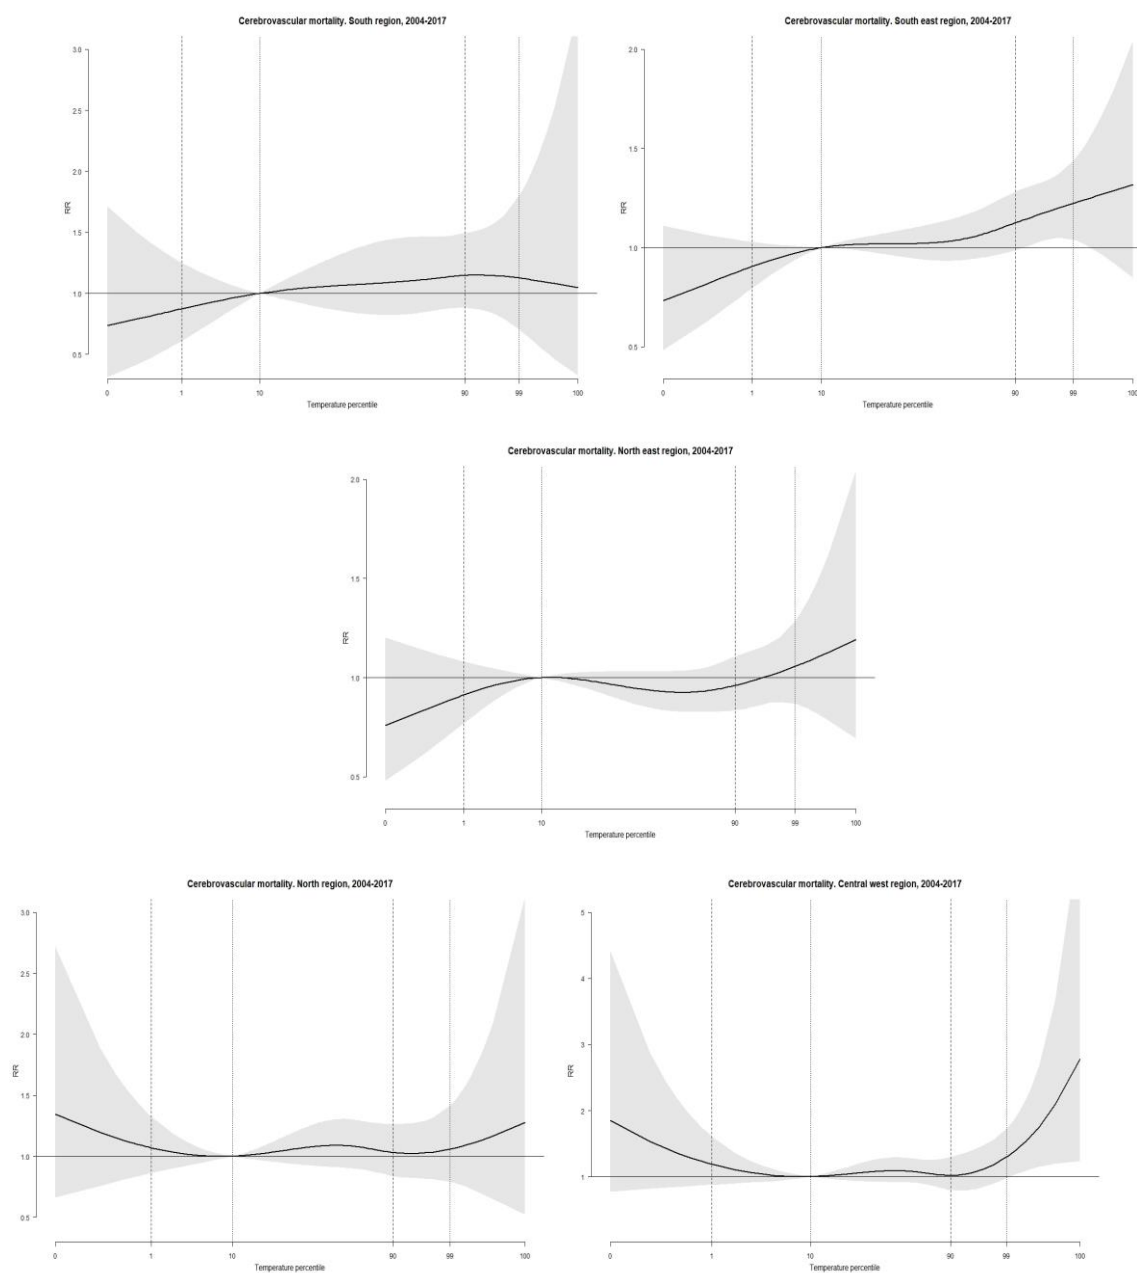 Cerebrovascular mortality. South region, 2004-2017
3.0
2.5
2.0
1.5
1.0
0.5
RR
0 1 10 90 99 100
Temperature percentile
Cerebrovascular mortality. South east region, 2004-2017
2.0
1.5
1.0
0.5
RR
0 1 10 90 99 100
Temperature percentile
Cerebrovascular mortality. North east region, 2004-2017
2.0
1.5
1.0
0.5
RR
0 1 10 90 99 100
Temperature percentile
Cerebrovascular mortality. North region, 2004-2017
3.0
2.5
2.0
1.5
1.0
0.5
RR
0 1 10 90 99 100
Temperature percentile
Cerebrovascular mortality. Central west region, 2004-2017
5
4
3
2
1
RR
0 1 10 90 99 100
Temperature percentile